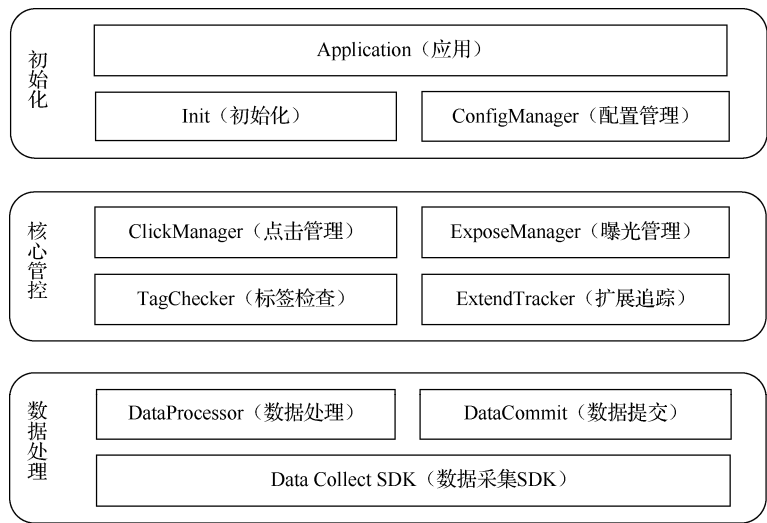 初始化
Application（应用）
Init（初始化）
ConfigManager（配置管理）
核心管控
ClickManager（点击管理）
ExposeManager（曝光管理）
TagChecker（标签检查）
ExtendTracker（扩展追踪）
数据处理
DataProcessor（数据处理）
DataCommit（数据提交）
Data Collect SDK（数据采集SDK）